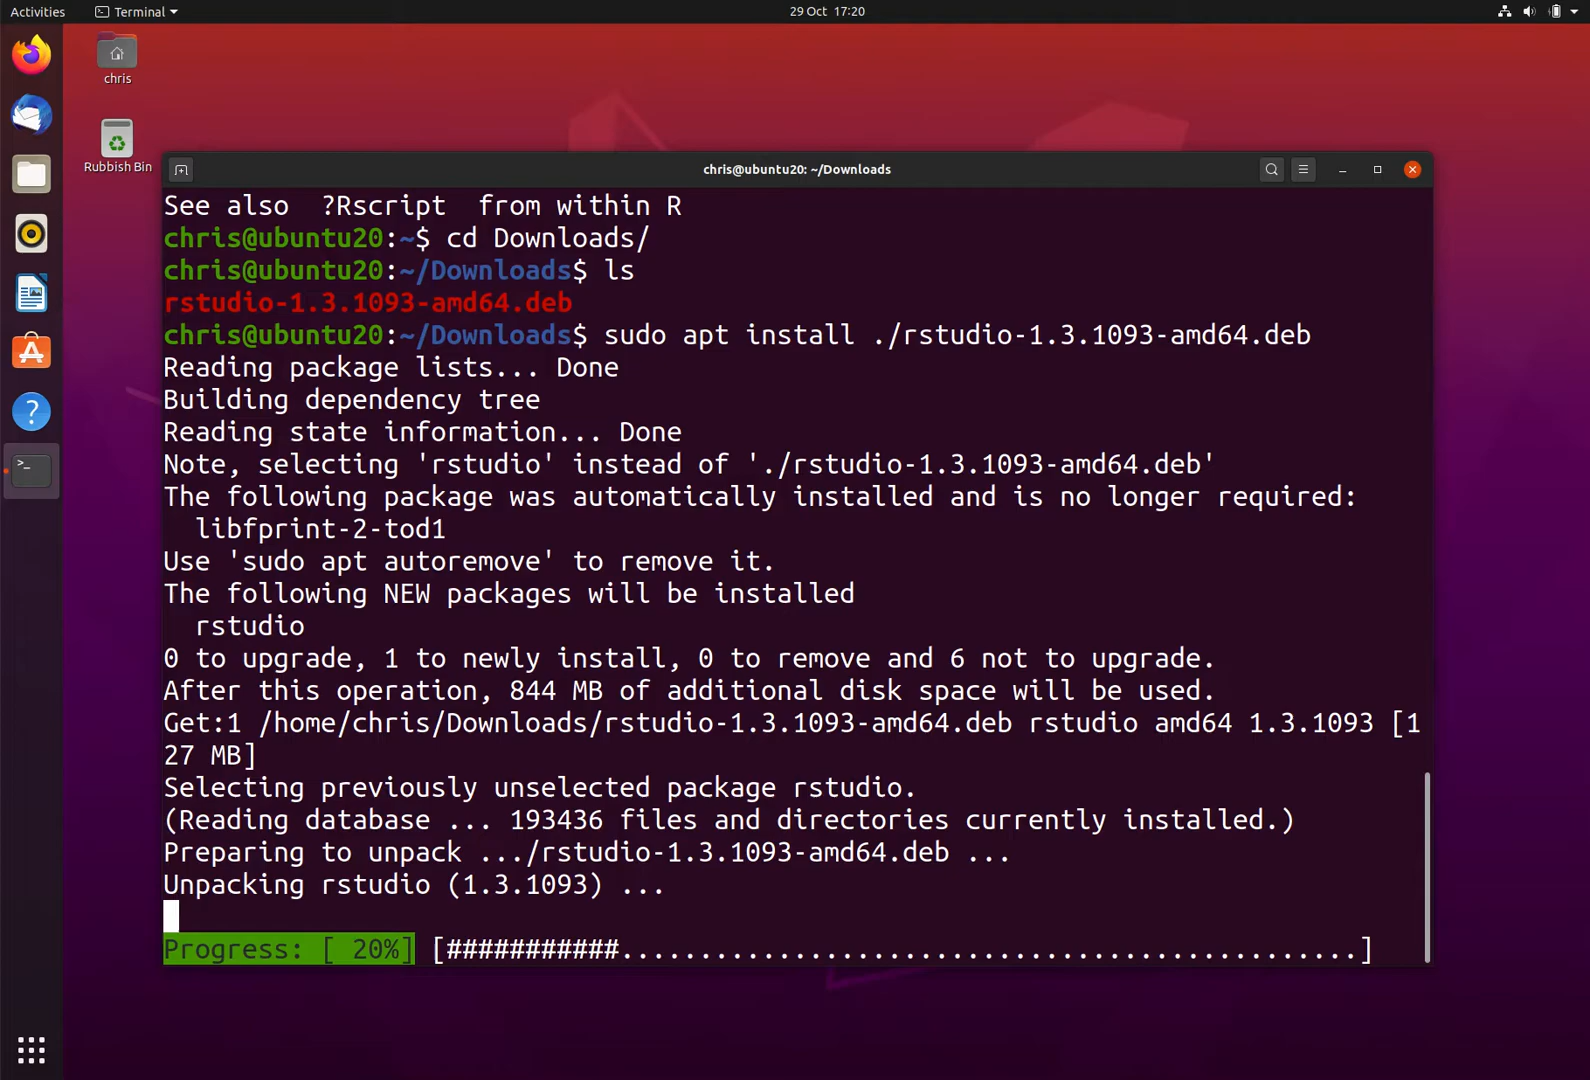 Activities
Terminal
29 Oct 17:20
chris
Rubbish Bin
chris@ubuntu20: ~/Downloads
See also  ?Rscript  from within R
chris@ubuntu20:~$ cd Downloads/
chris@ubuntu20:~/Downloads$ ls
rstudio-1.3.1093-amd64.deb
chris@ubuntu20:~/Downloads$ sudo apt install ./rstudio-1.3.1093-amd64.deb
Reading package lists... Done
Building dependency tree
Reading state information... Done
Note, selecting 'rstudio' instead of './rstudio-1.3.1093-amd64.deb'
The following package was automatically installed and is no longer required:
  libfprint-2-tod1
Use 'sudo apt autoremove' to remove it.
The following NEW packages will be installed
  rstudio
0 to upgrade, 1 to newly install, 0 to remove and 6 not to upgrade.
After this operation, 844 MB of additional disk space will be used.
Get:1 /home/chris/Downloads/rstudio-1.3.1093-amd64.deb rstudio amd64 1.3.1093 [1
27 MB]
Selecting previously unselected package rstudio.
(Reading database ... 193436 files and directories currently installed.)
Preparing to unpack .../rstudio-1.3.1093-amd64.deb ...
Unpacking rstudio (1.3.1093) ...
Progress: [ 20%] [###########...............................................]